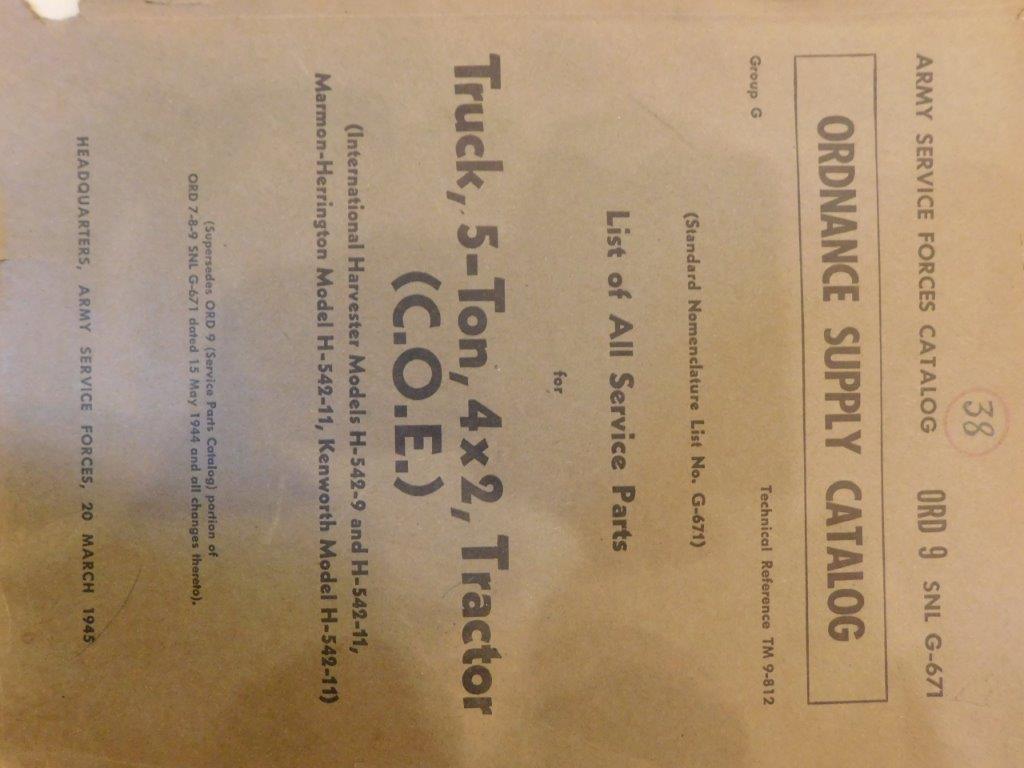 38
ARMY SERVICE FORCES CATALOG ORD 9 SNL G-671
ORDNANCE SUPPLY CATALOG
Group G Technical Reference TM 9-812
(Standard Nomenclature List No. G-671)
List of All Service Parts
for
Truck, 5-Ton, 4x2, Tractor
(C.O.E.)
(International Harvester Models H-542-9 and H-542-11,
Marmon-Herrington Model H-542-11, Kenworth Model H-542-11)
(Supersedes ORD 9 (Service Parts Catalog) portion of
ORD 7-8-9 SNL G-671 dated 15 May 1944 and all changes thereto).
HEADQUARTERS, ARMY SERVICE FORCES, 20 MARCH 1945